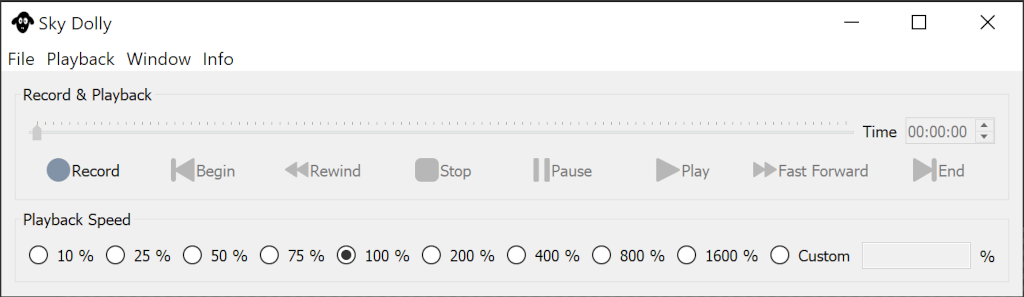 Sky Dolly
File Playback Window Info
Record & Playback
Time 00:00:00
Record Begin Rewind Stop Pause Play Fast Forward End
Playback Speed
10 % 25 % 50 % 75 % 100 % 200 % 400 % 800 % 1600 % Custom %